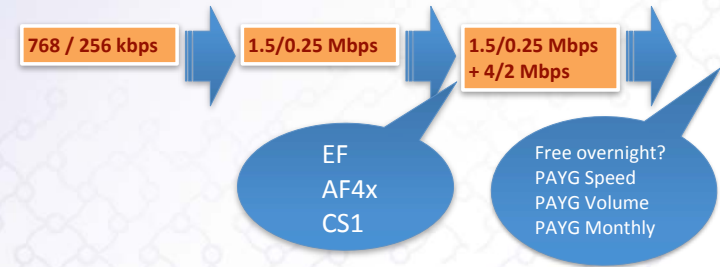 768 / 256 kbps
1.5/0.25 Mbps
1.5/0.25 Mbps
+ 4/2 Mbps
EF
AF4x
CS1
Free overnight?
PAYG Speed
PAYG Volume
PAYG Monthly